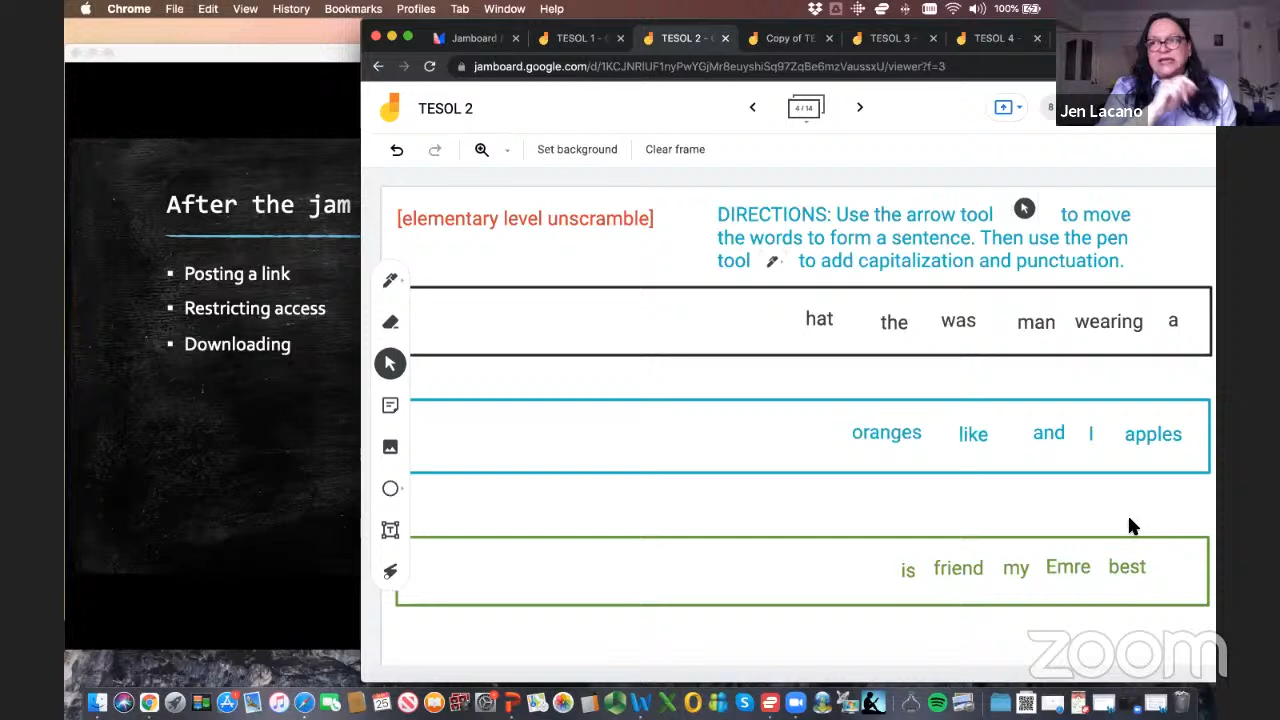 Chrome File Edit View History Bookmarks Profiles Tab Window Help 100%
Jamboard TESOL 1 - TESOL 2 - Copy of TE TESOL 3 - TESOL 4 -
jamboard.google.com/d/1KCJNRlUF1nyPwYGjMr8euyshiSq97ZqBe6mzVaussxU/viewer?f=3
Jen Lacano
TESOL 2
4 / 14
8
Set background Clear frame
After the jam
▪ Posting a link
▪ Restricting access
▪ Downloading
[elementary level unscramble]
DIRECTIONS: Use the arrow tool to move
the words to form a sentence. Then use the pen
tool to add capitalization and punctuation.
hat the was man wearing a
oranges like and I apples
is friend my Emre best
zoom